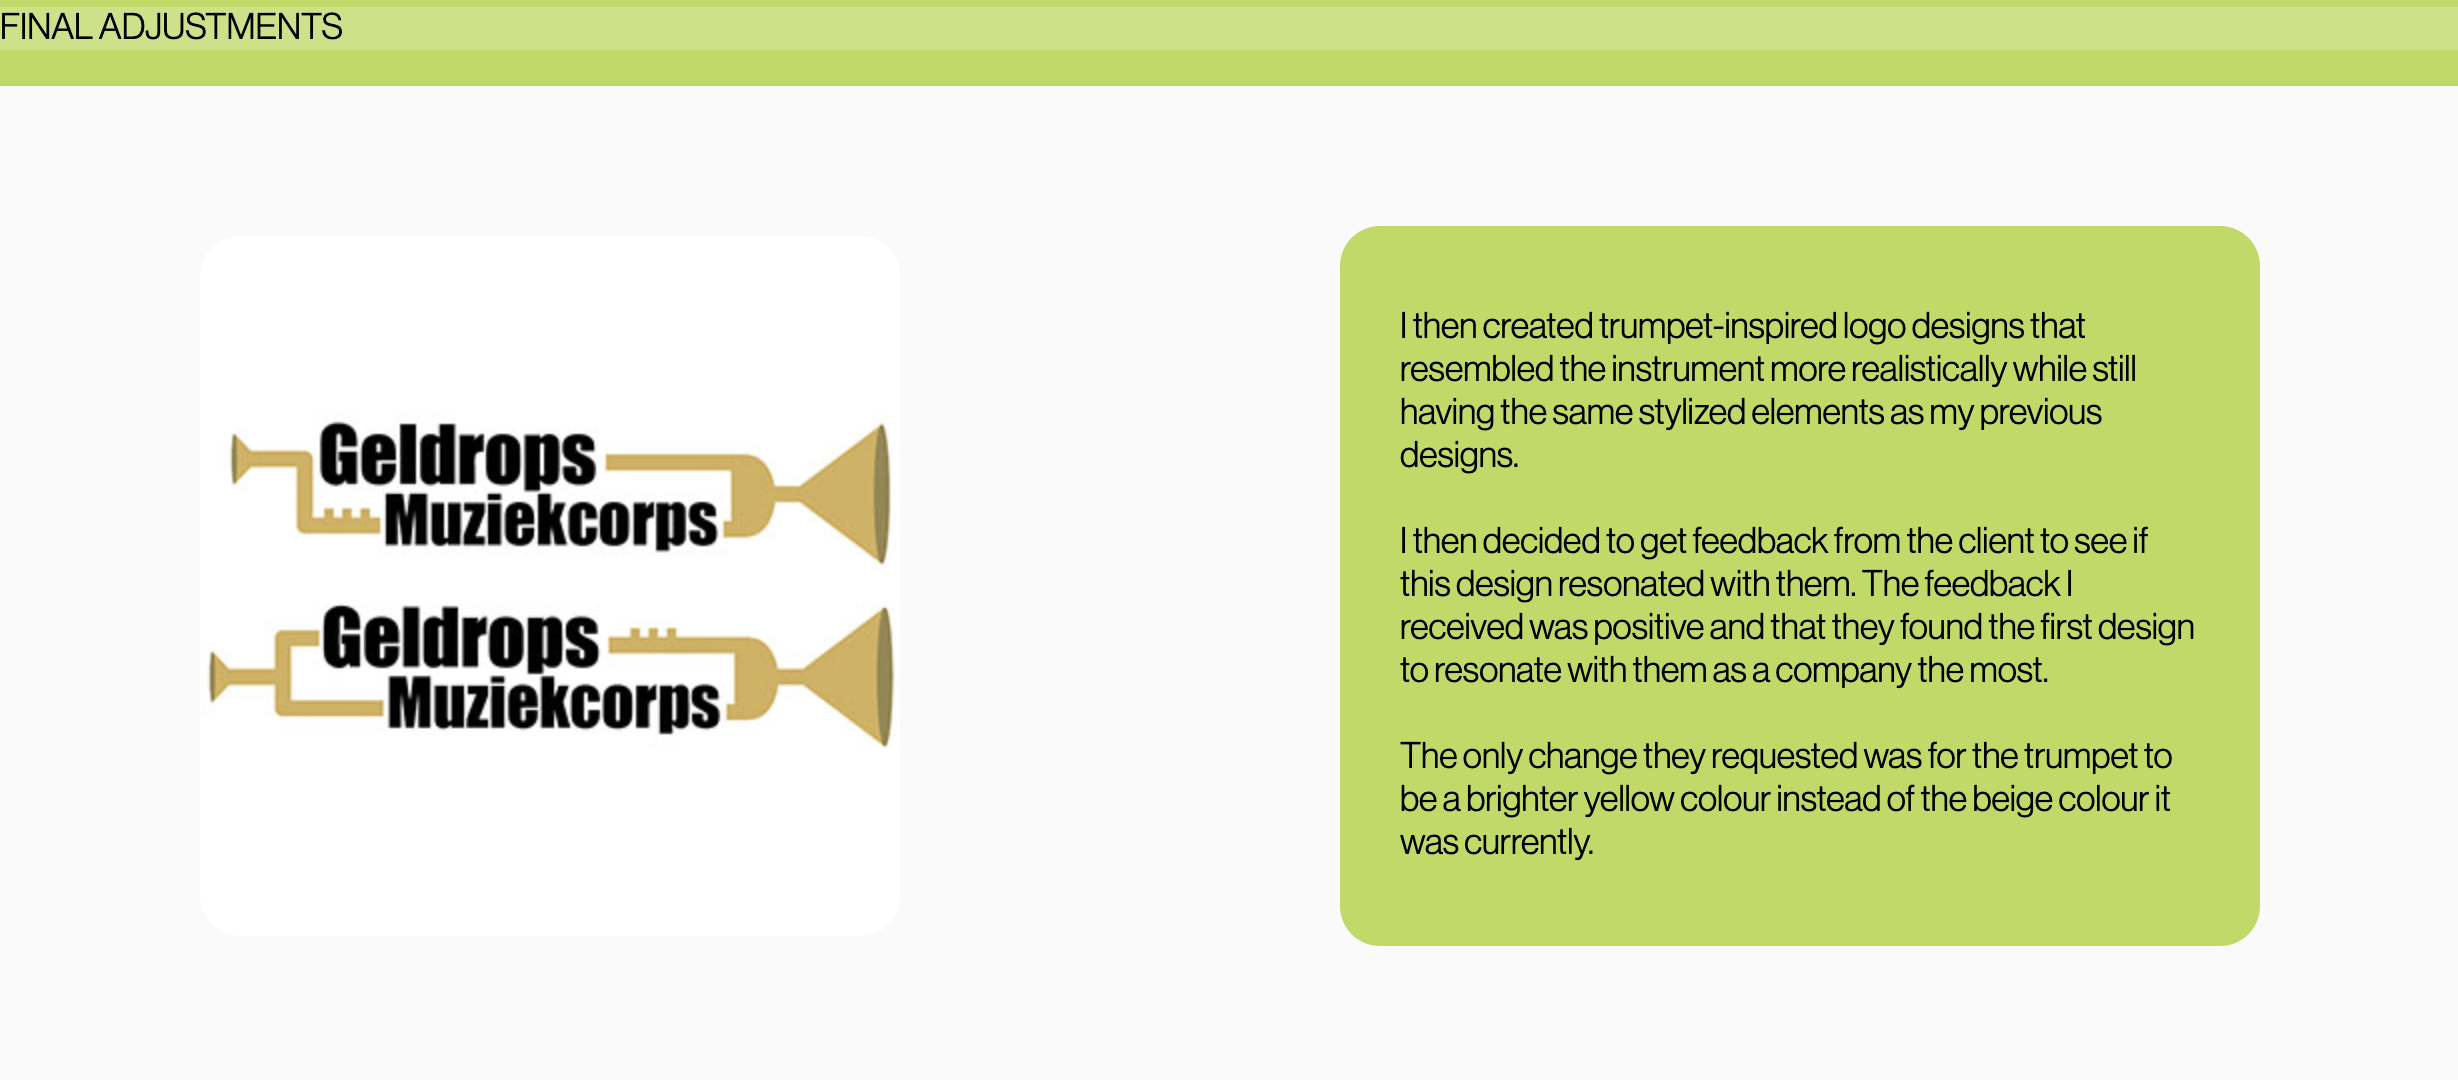 FINAL ADJUSTMENTS
Geldrops
Muziekcorps
Geldrops
Muziekcorps
I then created trumpet-inspired logo designs that
resembled the instrument more realistically while still
having the same stylized elements as my previous
designs.
I then decided to get feedback from the client to see if
this design resonated with them. The feedback I
received was positive and that they found the first design
to resonate with them as a company the most.
The only change they requested was for the trumpet to
be a brighter yellow colour instead of the beige colour it
was currently.